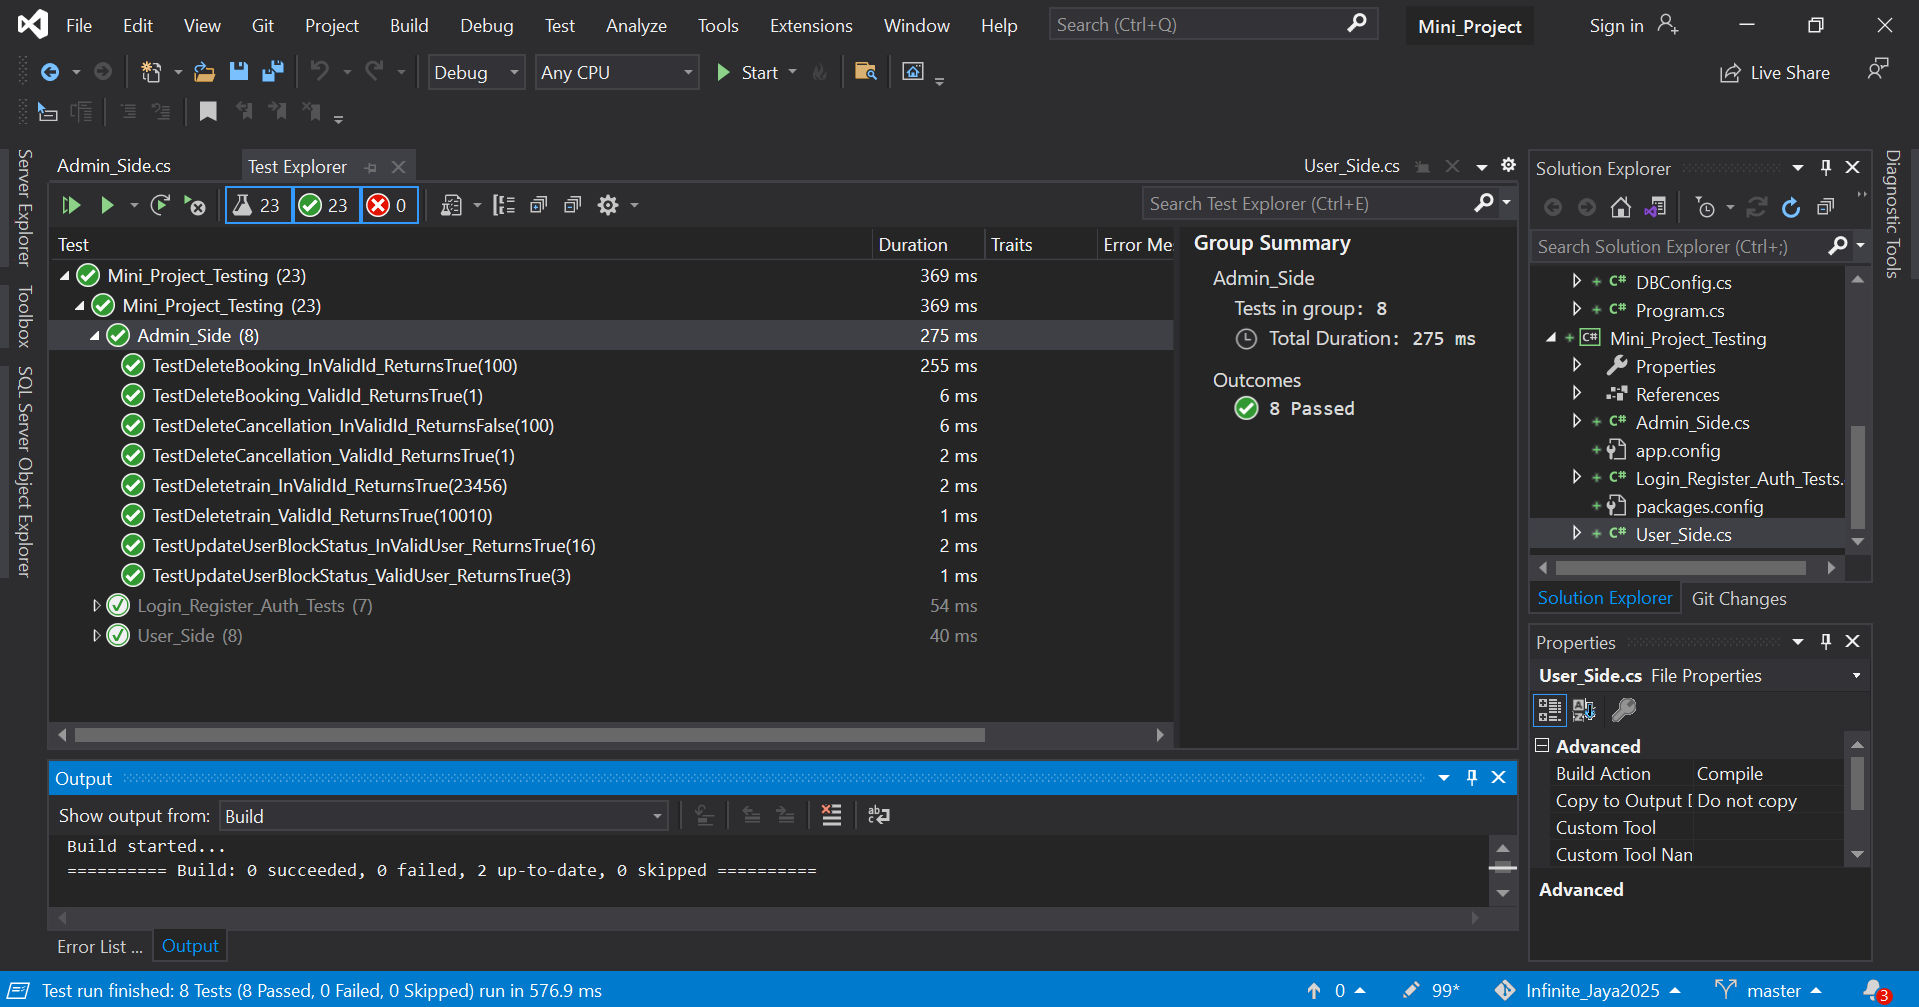 File Edit View Git Project Build Debug Test Analyze Tools Extensions Window Help Search (Ctrl+Q) Mini_Project Sign in
Debug Any CPU Start Live Share
Server Explorer
Toolbox
SQL Server Object Explorer
Admin_Side.cs Test Explorer User_Side.cs
23 23 0 Search Test Explorer (Ctrl+E)
Test Duration Traits Error Me
Mini_Project_Testing (23) 369 ms
Mini_Project_Testing (23) 369 ms
Admin_Side (8) 275 ms
TestDeleteBooking_InValidId_ReturnsTrue(100) 255 ms
TestDeleteBooking_ValidId_ReturnsTrue(1) 6 ms
TestDeleteCancellation_InValidId_ReturnsFalse(100) 6 ms
TestDeleteCancellation_ValidId_ReturnsTrue(1) 2 ms
TestDeletetrain_InValidId_ReturnsTrue(23456) 2 ms
TestDeletetrain_ValidId_ReturnsTrue(10010) 1 ms
TestUpdateUserBlockStatus_InValidUser_ReturnsTrue(16) 2 ms
TestUpdateUserBlockStatus_ValidUser_ReturnsTrue(3) 1 ms
Login_Register_Auth_Tests (7) 54 ms
User_Side (8) 40 ms
Group Summary
Admin_Side
Tests in group: 8
Total Duration: 275 ms
Outcomes
8 Passed
Solution Explorer
Search Solution Explorer (Ctrl+;)
C# DBConfig.cs
C# Program.cs
C# Mini_Project_Testing
Properties
References
C# Admin_Side.cs
app.config
C# Login_Register_Auth_Tests.
packages.config
C# User_Side.cs
Solution Explorer Git Changes
Diagnostic Tools
Properties
User_Side.cs File Properties
Advanced
Build Action Compile
Copy to Output D Do not copy
Custom Tool
Custom Tool Nan
Advanced
Output
Show output from: Build
Build started...
========== Build: 0 succeeded, 0 failed, 2 up-to-date, 0 skipped ==========
Error List ... Output
Test run finished: 8 Tests (8 Passed, 0 Failed, 0 Skipped) run in 576.9 ms 0 99* Infinite_Jaya2025 master 3